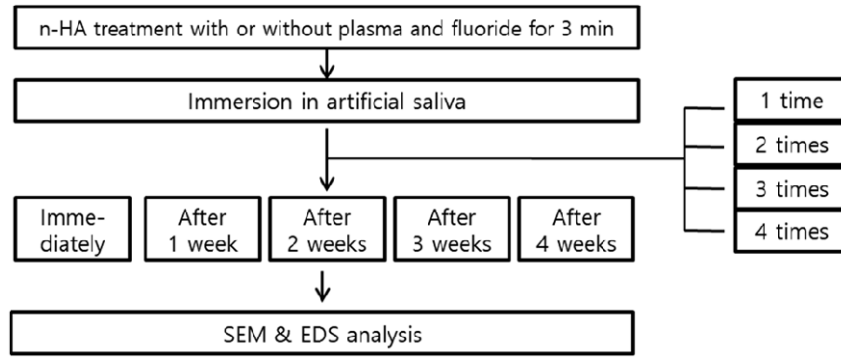 n-HA treatment with or without plasma and fluoride for 3 min
Immersion in artificial saliva
1 time
2 times
3 times
4 times
Imme-
diately
After
1 week
After
2 weeks
After
3 weeks
After
4 weeks
SEM & EDS analysis